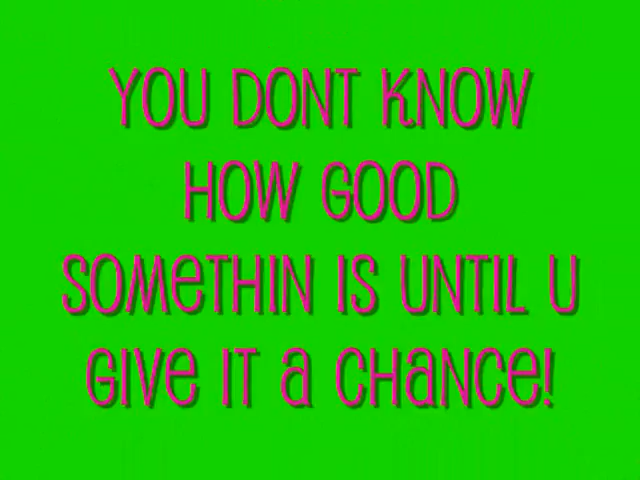 YOU DONT KNOW
HOW GOOD
SOMeTHIN IS UNTIL U
GIVe IT a CHaNCe!